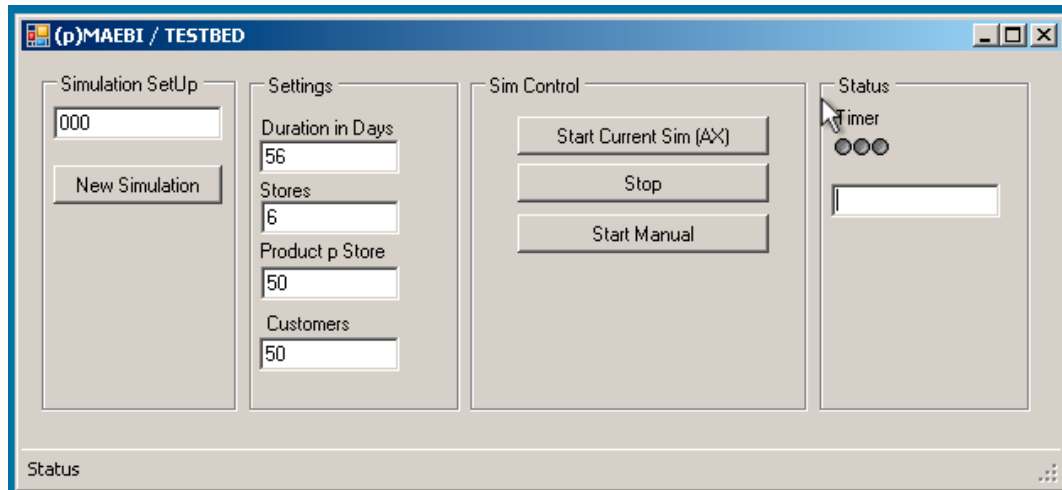 (p)MAEBI / TESTBED
Simulation SetUp
000
New Simulation
Settings
Duration in Days
56
Stores
6
Product p Store
50
Customers
50
Sim Control
Start Current Sim (AX)
Stop
Start Manual
Status
Timer
Status